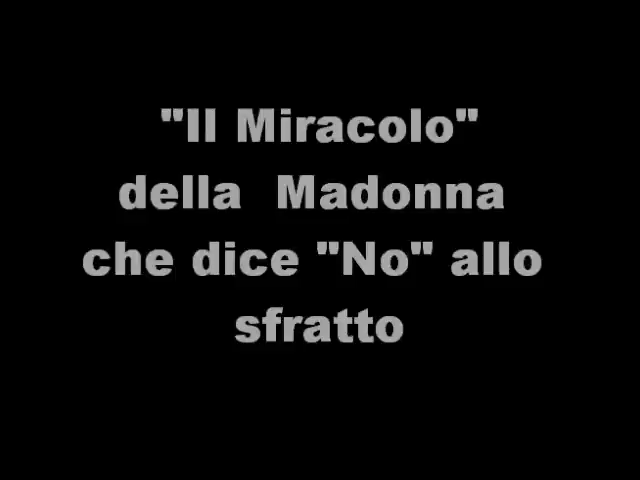 "Il Miracolo"
della Madonna
che dice "No" allo
sfratto